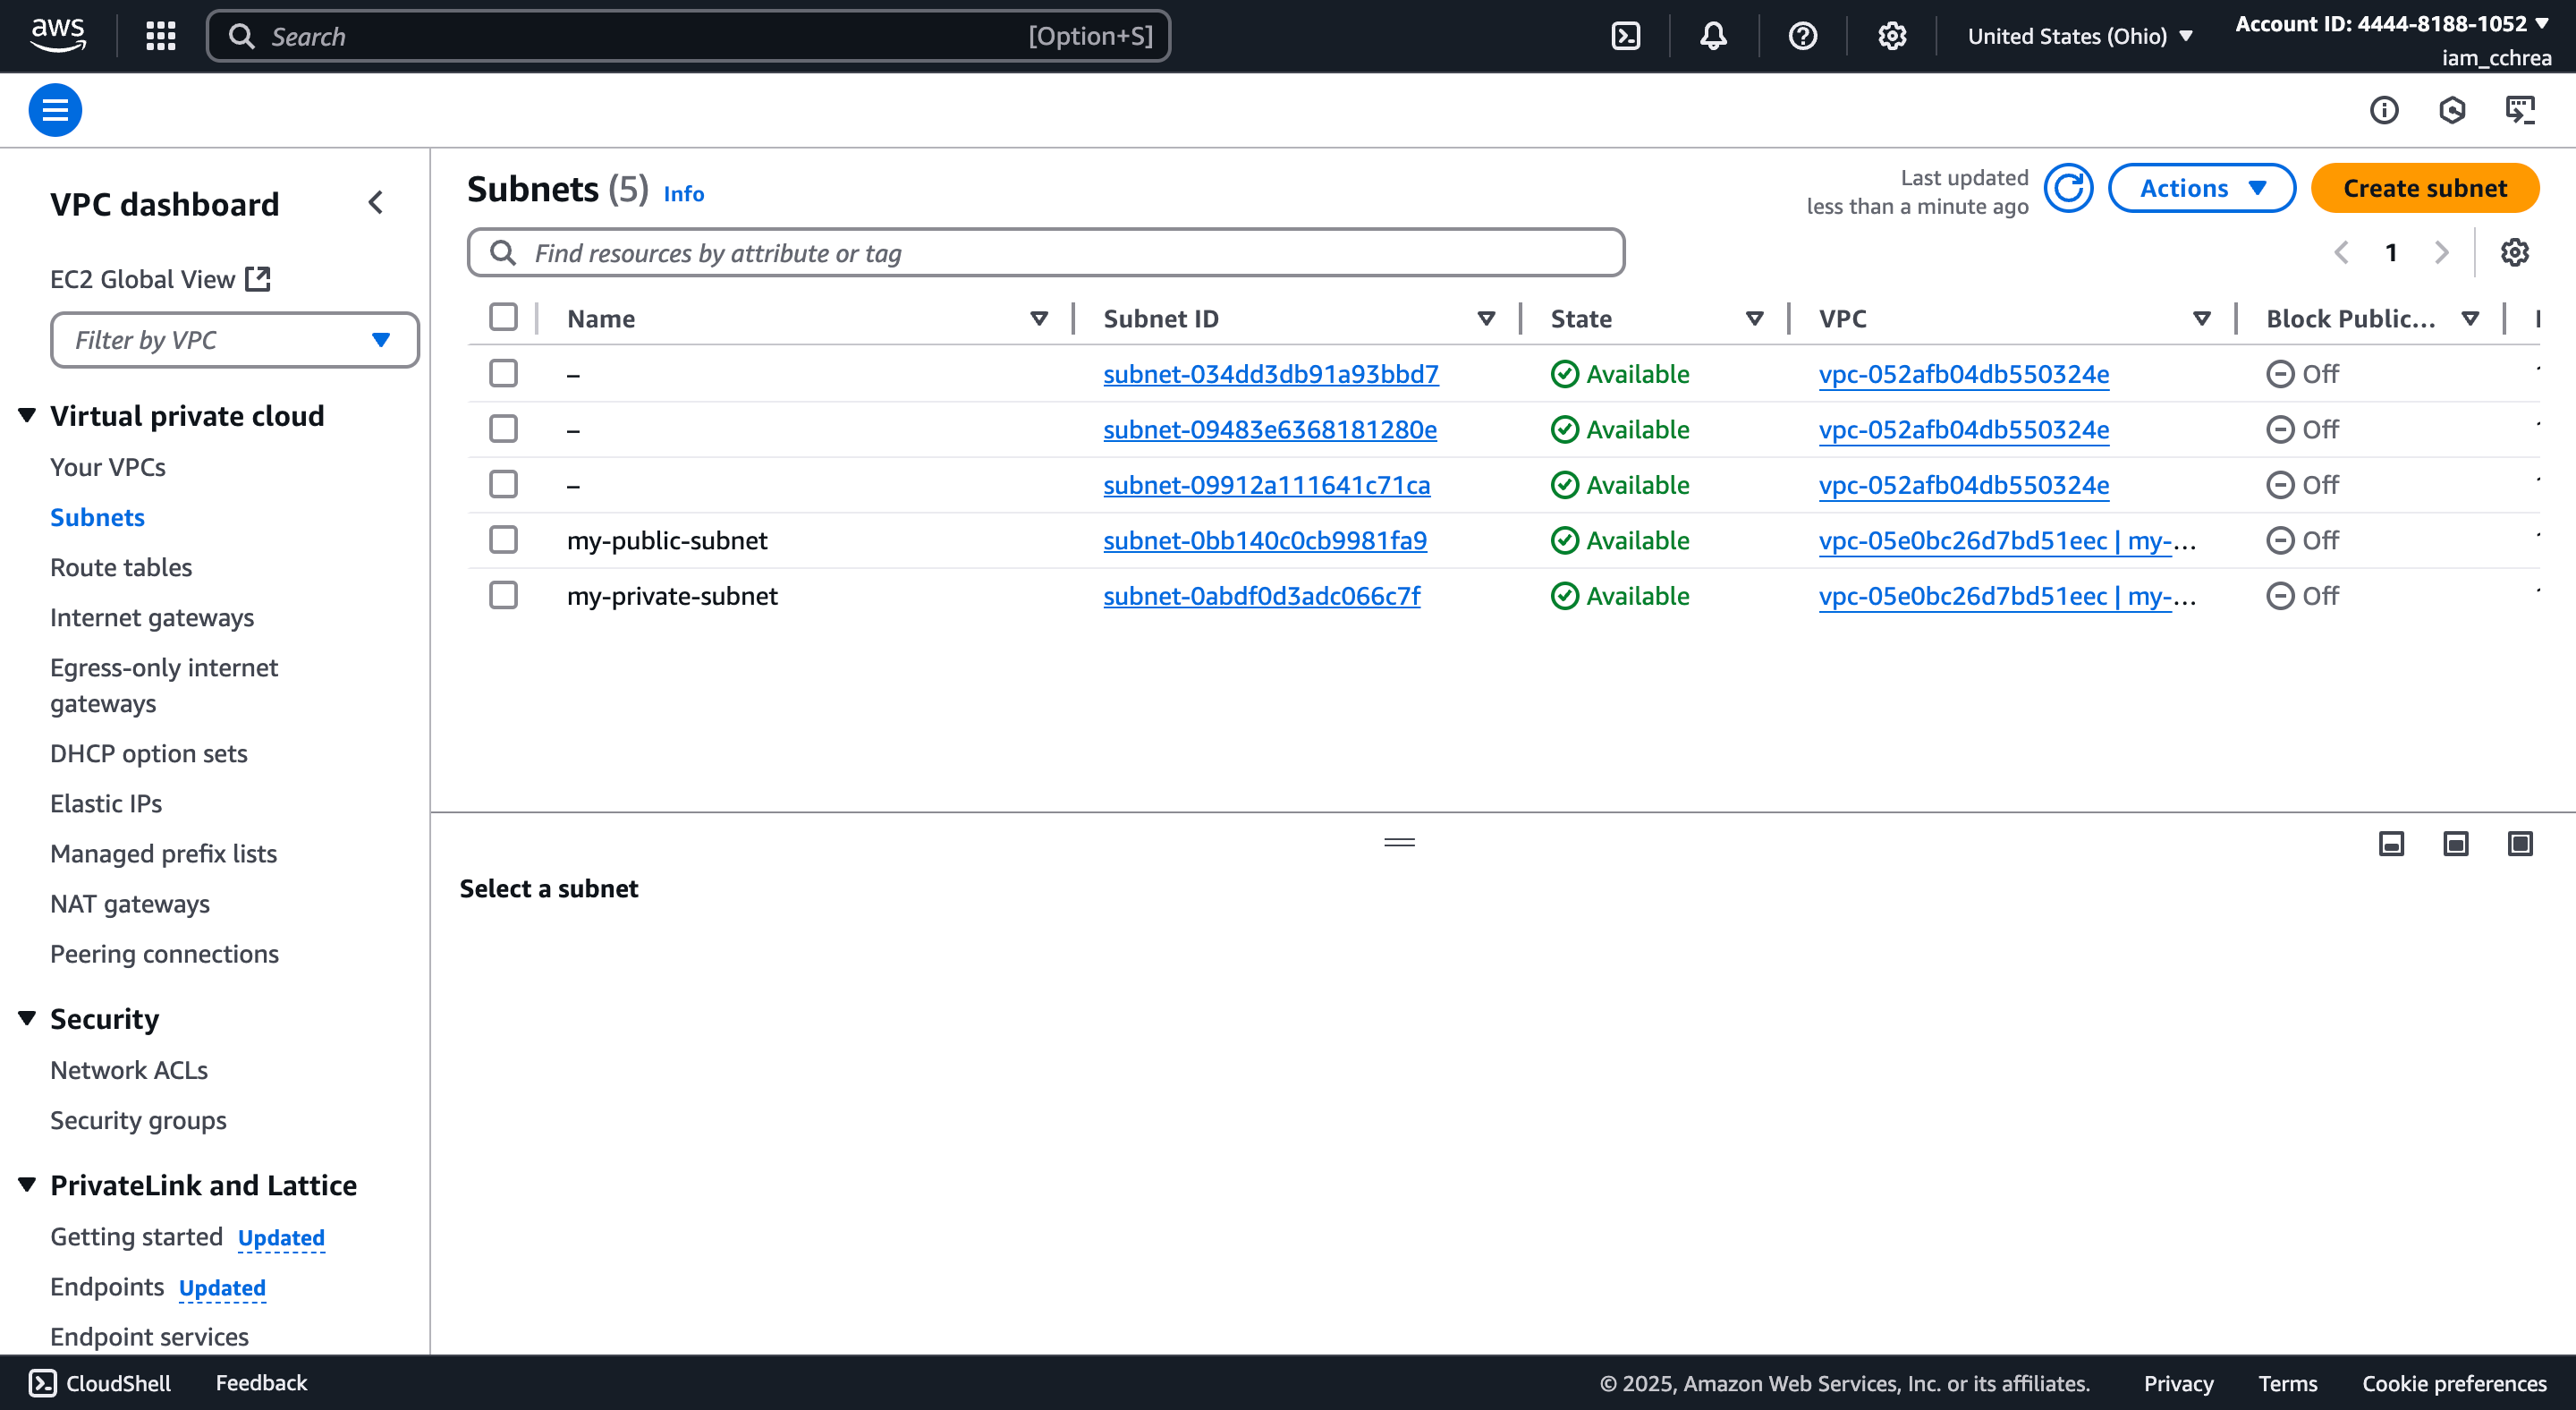 aws
Search [Option+S]
United States (Ohio)
Account ID: 4444-8188-1052
iam_cchrea
VPC dashboard
EC2 Global View
Filter by VPC
Virtual private cloud
Your VPCs
Subnets
Route tables
Internet gateways
Egress-only internet
gateways
DHCP option sets
Elastic IPs
Managed prefix lists
NAT gateways
Peering connections
Security
Network ACLs
Security groups
PrivateLink and Lattice
Getting started Updated
Endpoints Updated
Endpoint services
Subnets (5) Info
Last updated
less than a minute ago
Actions
Create subnet
Find resources by attribute or tag
1
Name Subnet ID State VPC Block Public...
– subnet-034dd3db91a93bbd7 Available vpc-052afb04db550324e Off
– subnet-09483e6368181280e Available vpc-052afb04db550324e Off
– subnet-09912a111641c71ca Available vpc-052afb04db550324e Off
my-public-subnet subnet-0bb140c0cb9981fa9 Available vpc-05e0bc26d7bd51eec | my-... Off
my-private-subnet subnet-0abdf0d3adc066c7f Available vpc-05e0bc26d7bd51eec | my-... Off
Select a subnet
CloudShell Feedback
© 2025, Amazon Web Services, Inc. or its affiliates. Privacy Terms Cookie preferences